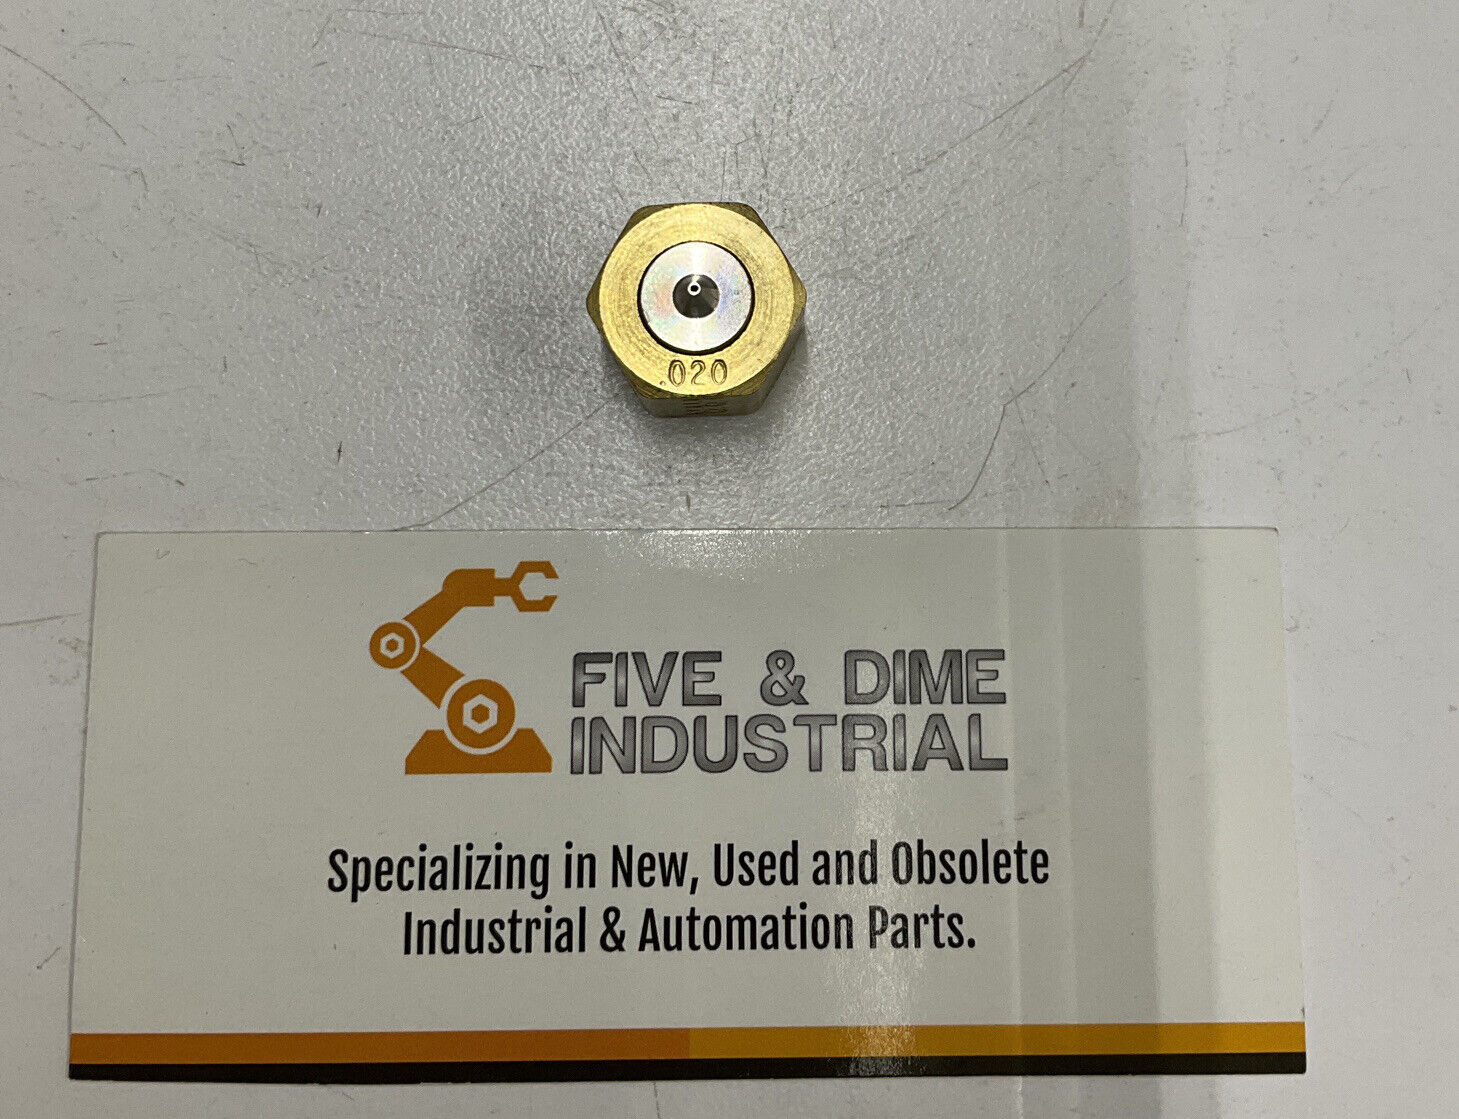 .020
FIVE & DIME
INDUSTRIAL
Specializing in New, Used and Obsolete
Industrial & Automation Parts.